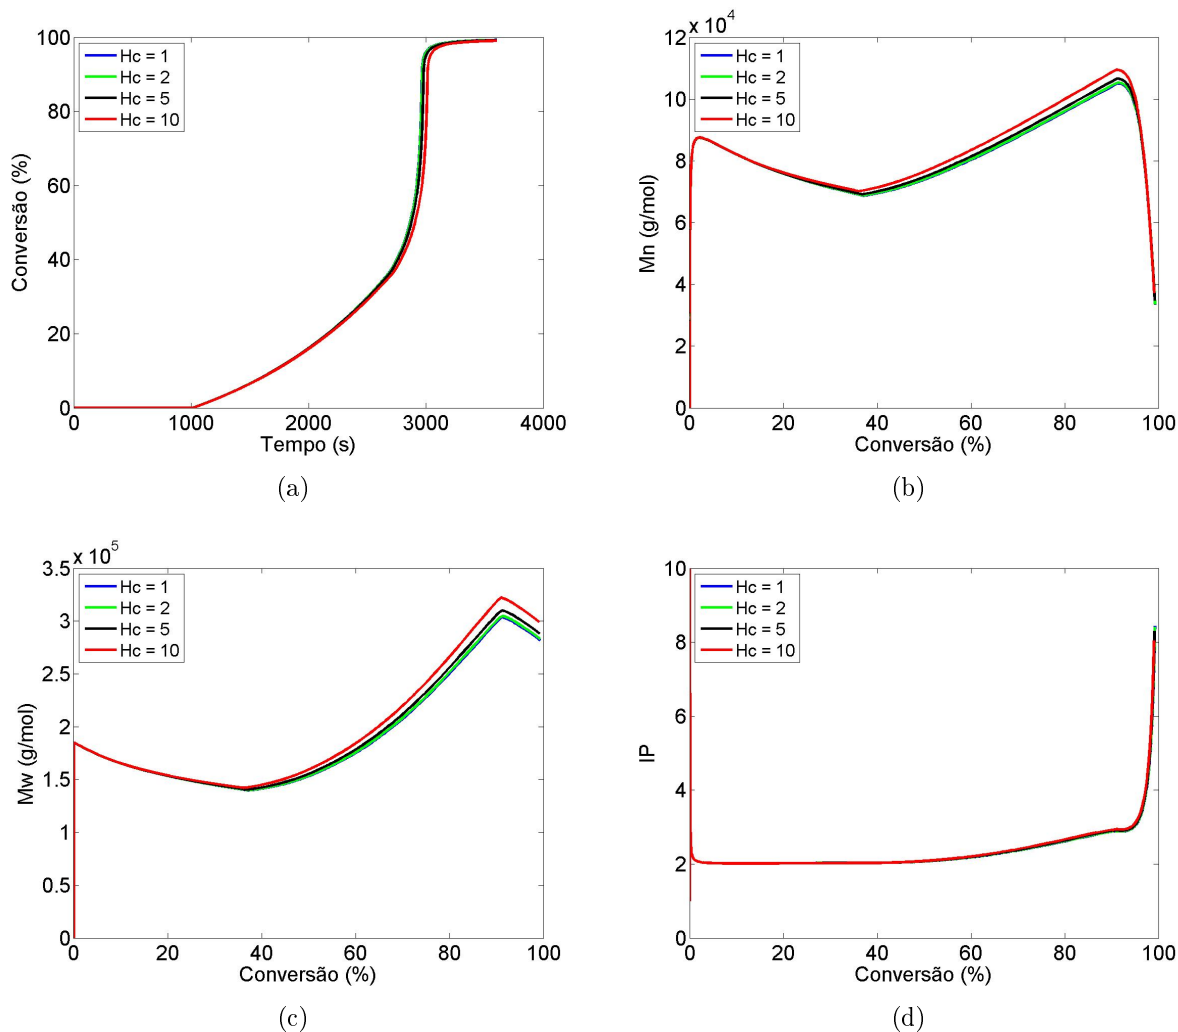 100
80
60
40
20
0
Conversão (%)
Hc = 1
Hc = 2
Hc = 5
Hc = 10
0 1000 2000 3000 4000
Tempo (s)
(a)
x 10^4
12
10
8
6
4
2
0
Mn (g/mol)
Hc = 1
Hc = 2
Hc = 5
Hc = 10
0 20 40 60 80 100
Conversão (%)
(b)
x 10^5
3.5
3
2.5
2
1.5
1
0.5
0
Mw (g/mol)
Hc = 1
Hc = 2
Hc = 5
Hc = 10
0 20 40 60 80 100
Conversão (%)
(c)
10
8
6
4
2
0
IP
Hc = 1
Hc = 2
Hc = 5
Hc = 10
0 20 40 60 80 100
Conversão (%)
(d)